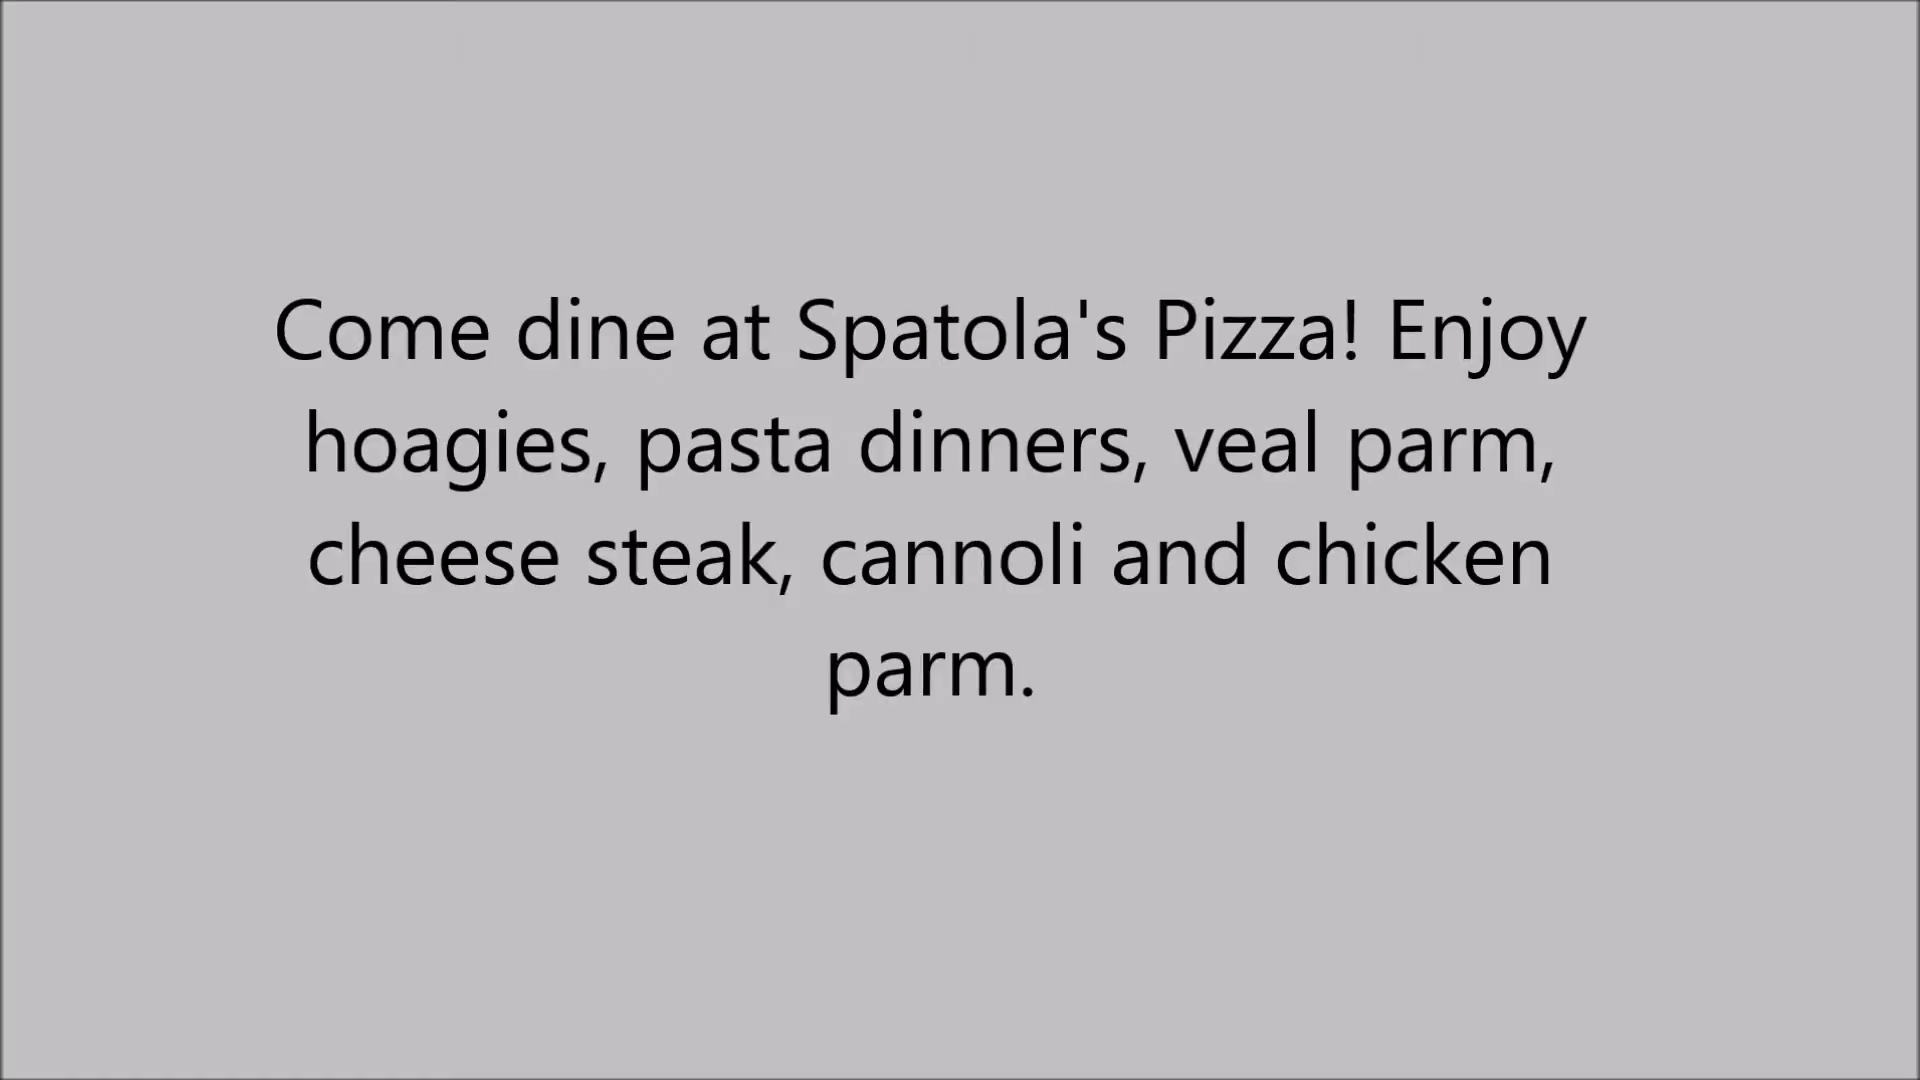 Come dine at Spatola's Pizza! Enjoy
hoagies, pasta dinners, veal parm,
cheese steak, cannoli and chicken
parm.